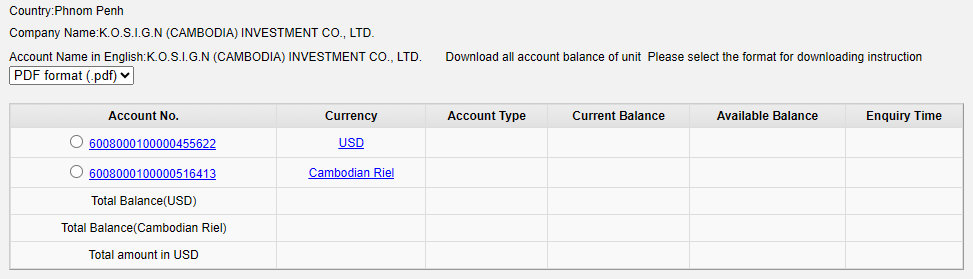 Country:Phnom Penh
Company Name:K.O.S.I.G.N (CAMBODIA) INVESTMENT CO., LTD.
Account Name in English:K.O.S.I.G.N (CAMBODIA) INVESTMENT CO., LTD. Download all account balance of unit Please select the format for downloading instruction
PDF format (.pdf)
Account No. Currency Account Type Current Balance Available Balance Enquiry Time
6008000100000455622 USD
6008000100000516413 Cambodian Riel
Total Balance(USD)
Total Balance(Cambodian Riel)
Total amount in USD